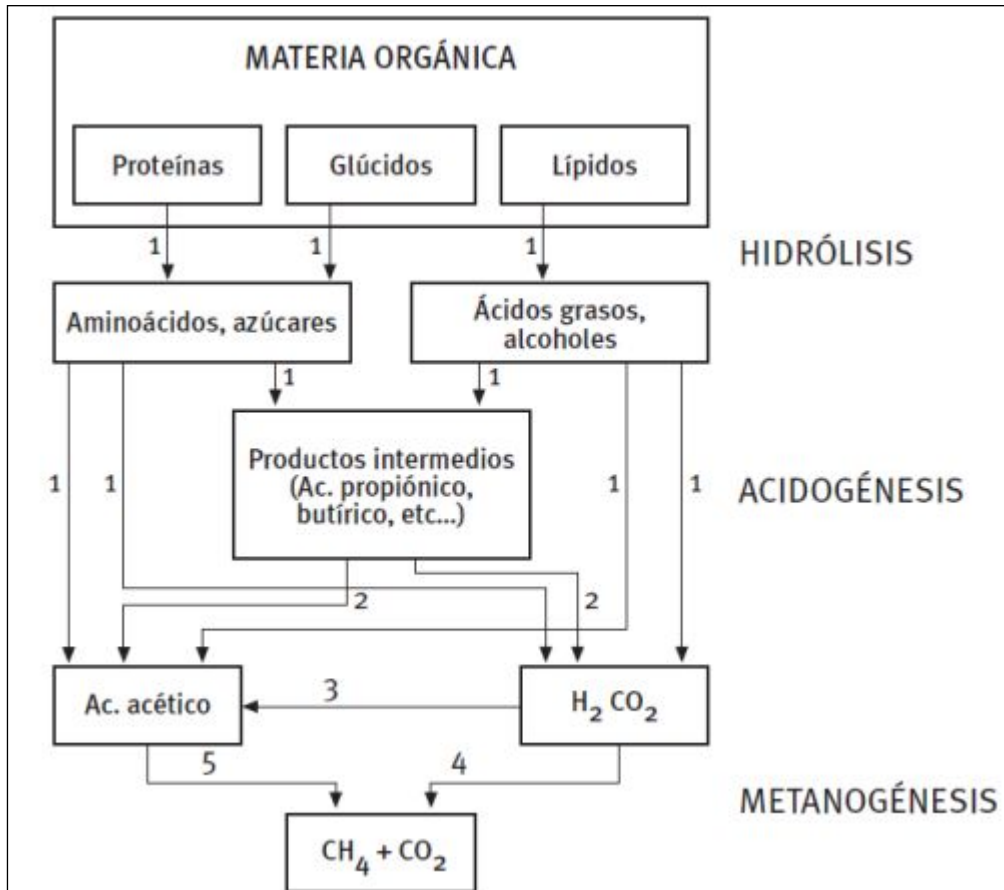 MATERIA ORGÁNICA
Proteínas
Glúcidos
Lípidos
1
1
1
HIDRÓLISIS
Aminoácidos, azúcares
Ácidos grasos,
alcoholes
1
1
Productos intermedios
(Ac. propiónico,
butírico, etc...)
1
1
1
1
ACIDOGÉNESIS
2
2
Ac. acético
3
H₂ CO₂
5
4
METANOGÉNESIS
CH₄ + CO₂